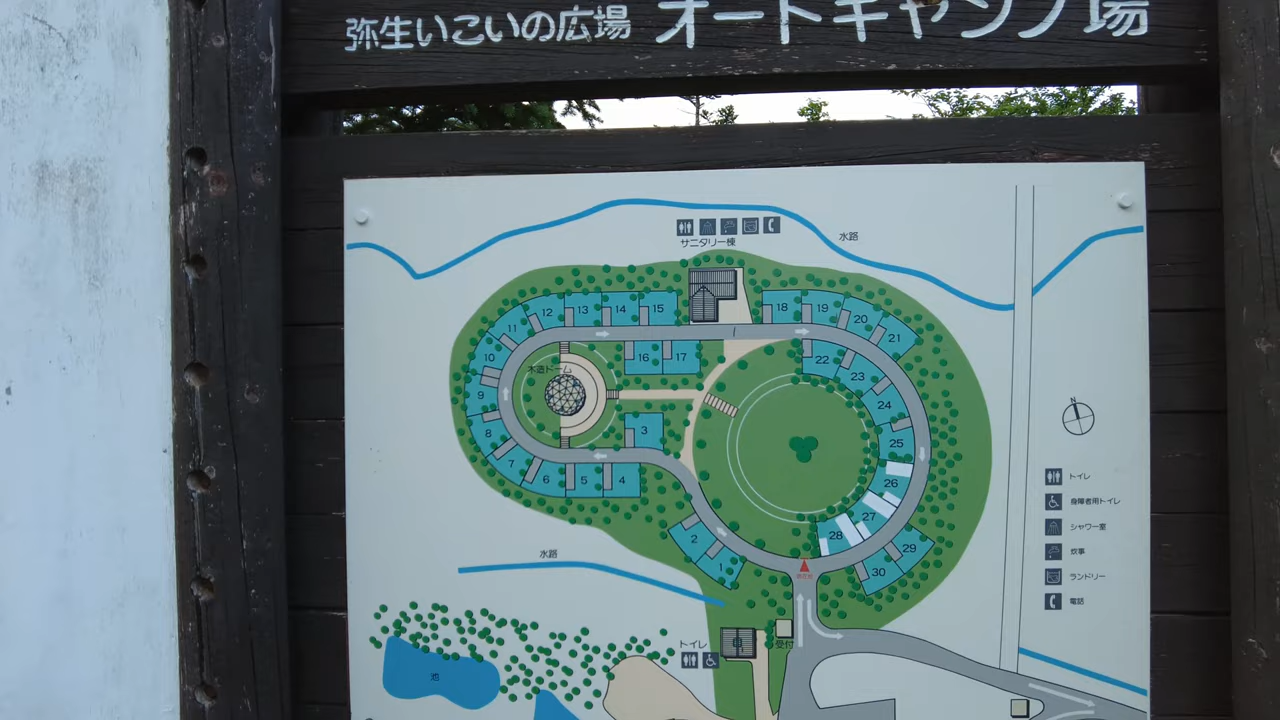 弥生いこいの広場 オートキャンプ場
サニタリー棟
水路
18 19 20 21
11 12 13 14 15
16 17
22
23
24
25
26
27
28
29
30
10
9
8
7
6
5
4
3
2
1
木造ドーム
N
トイレ
身障者用トイレ
シャワー室
炊事
ランドリー
電話
水路
トイレ
受付
池